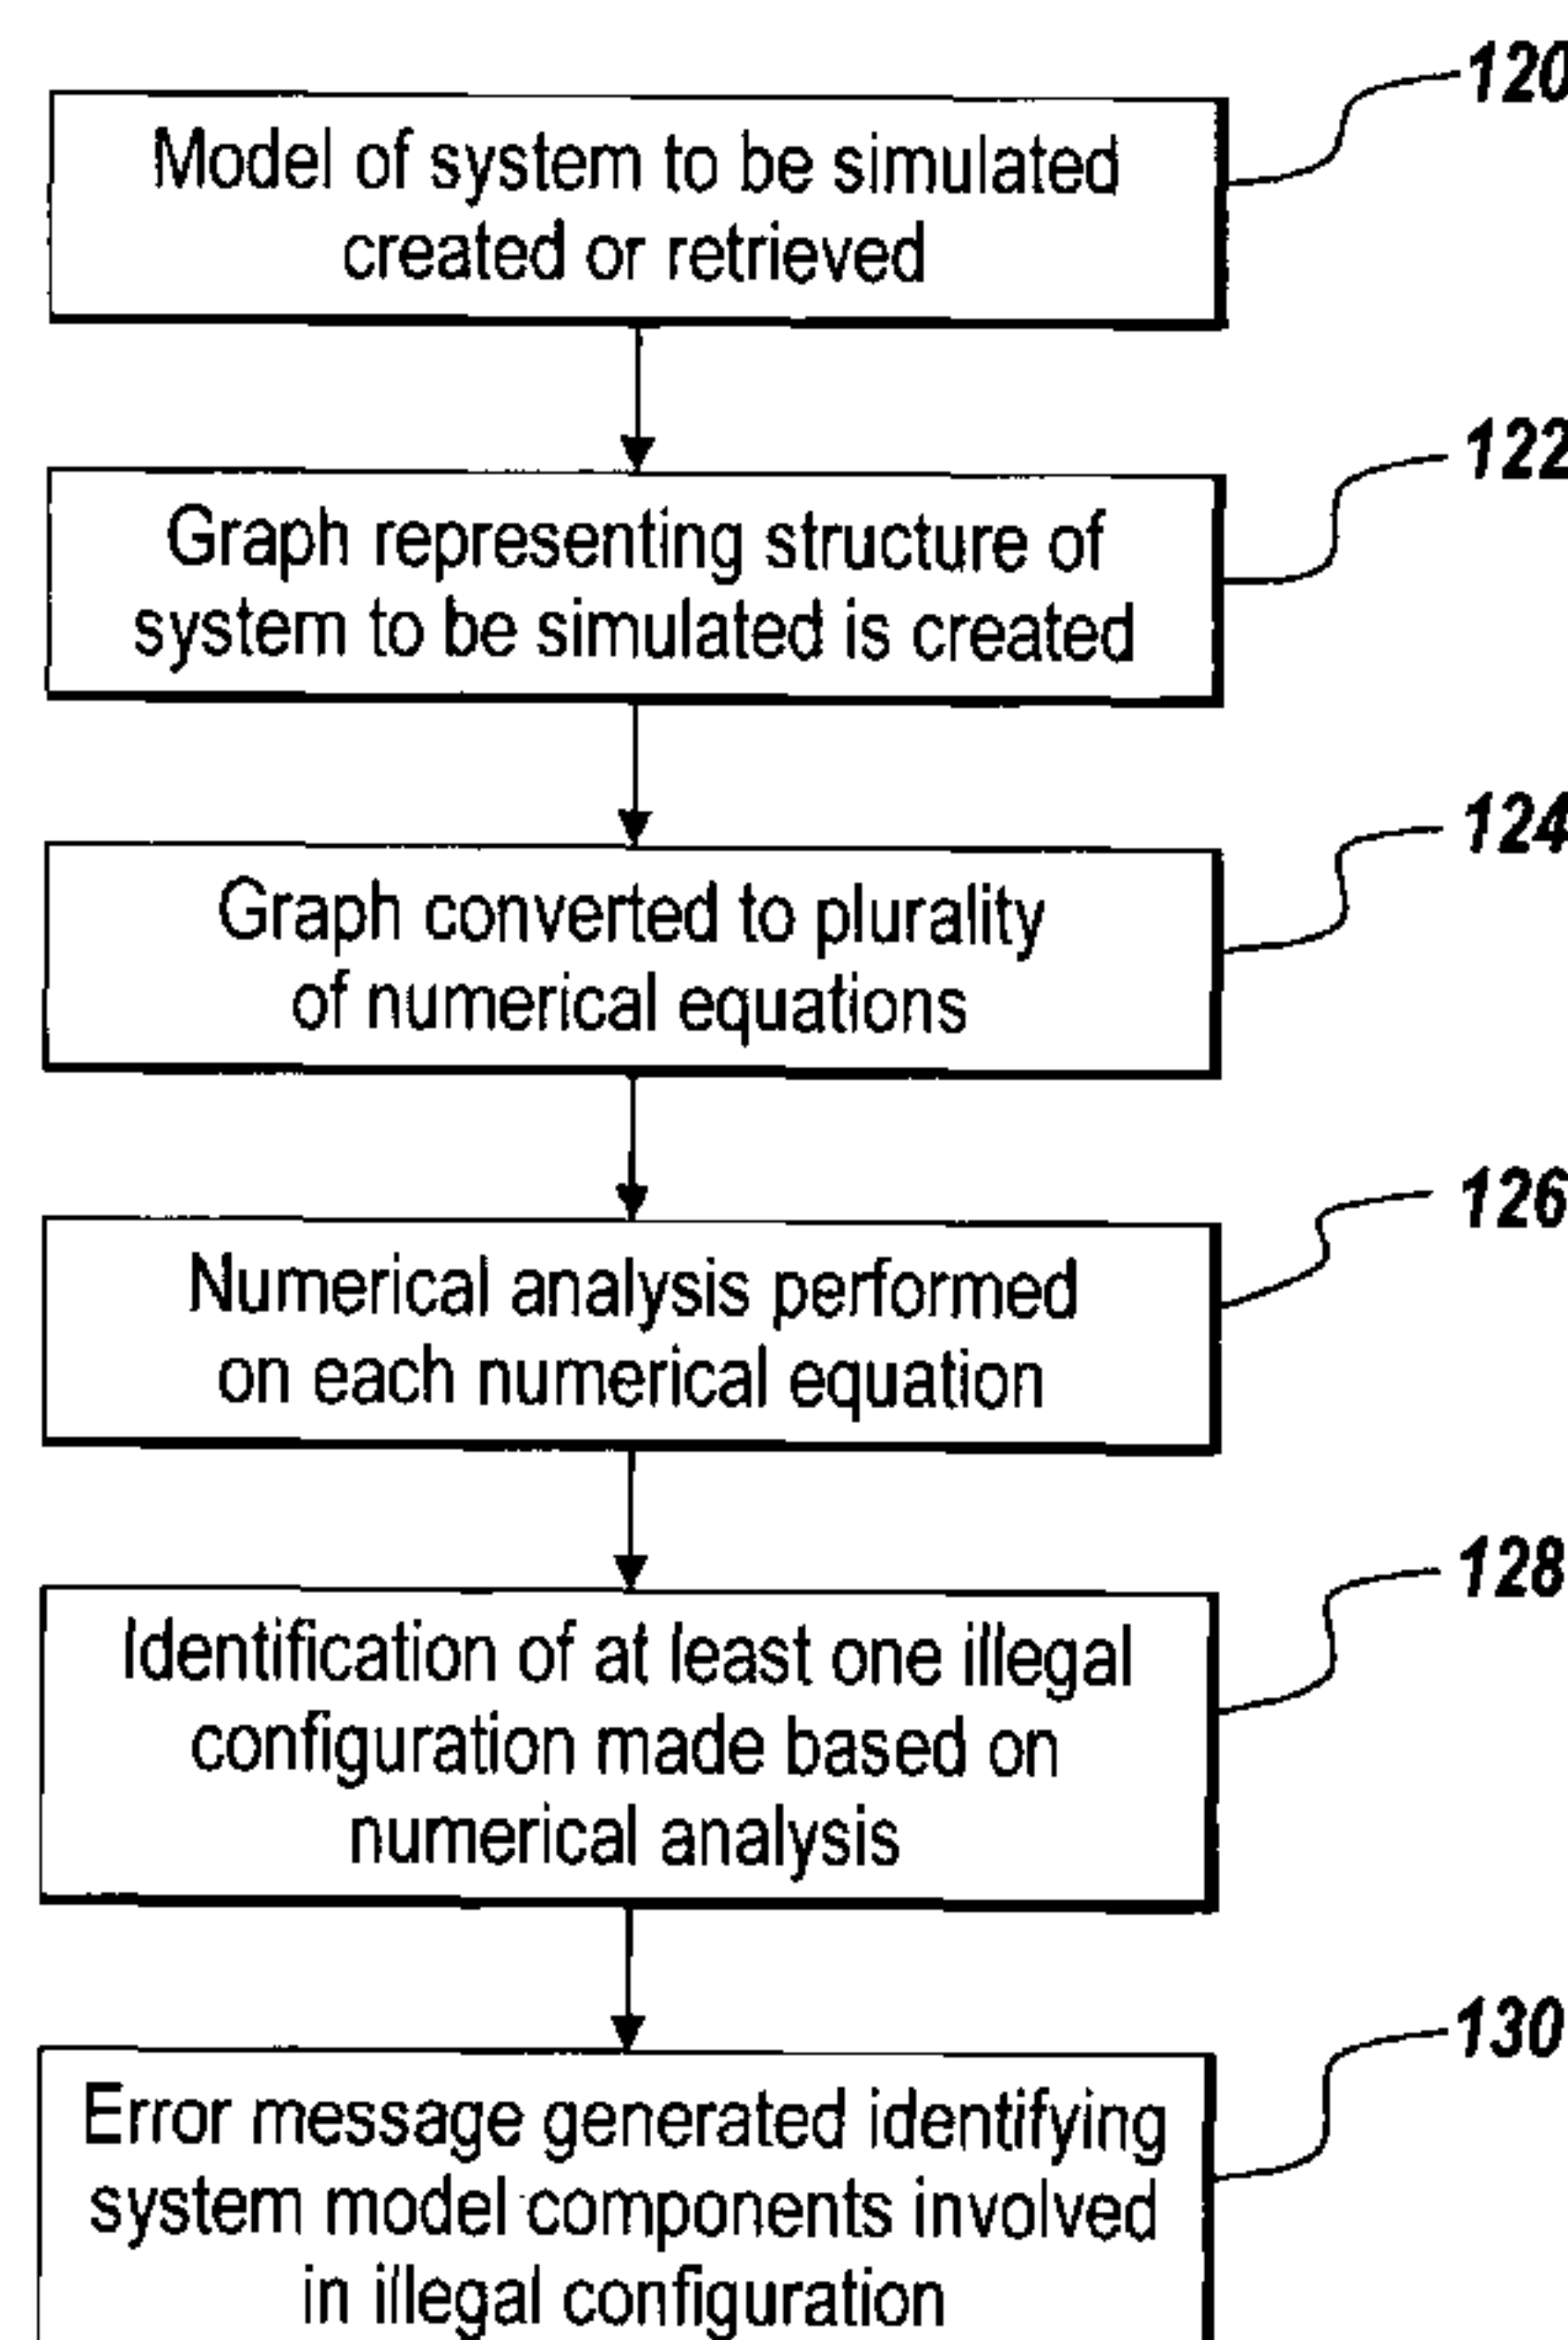 120
Model of system to be simulated
created or retrieved
122
Graph representing structure of
system to be simulated is created
124
Graph converted to plurality
of numerical equations
126
Numerical analysis performed
on each numerical equation
128
Identification of at least one illegal
configuration made based on
numerical analysis
130
Error message generated identifying
system model components involved
in illegal configuration